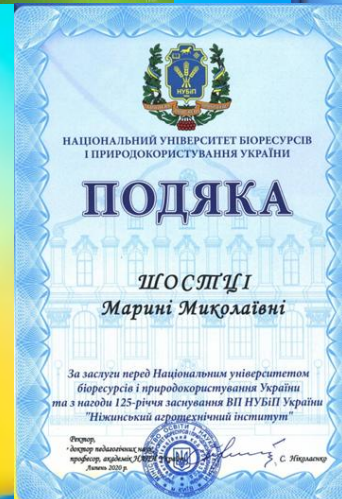 НУБіП
НАЦІОНАЛЬНИЙ УНІВЕРСИТЕТ БІОРЕСУРСІВ
І ПРИРОДОКОРИСТУВАННЯ УКРАЇНИ
ПОДЯКА
ШОСТЦІ
Марині Миколаївні
За заслуги перед Національним університетом
біоресурсів і природокористування України
та з нагоди 125-річчя заснування ВП НУБіП України
"Ніжинський агротехнічний інститут"
Ректор,
доктор педагогічних наук,
професор, академік НАПН України
С. Ніколаєнко
Липень 2020 р.